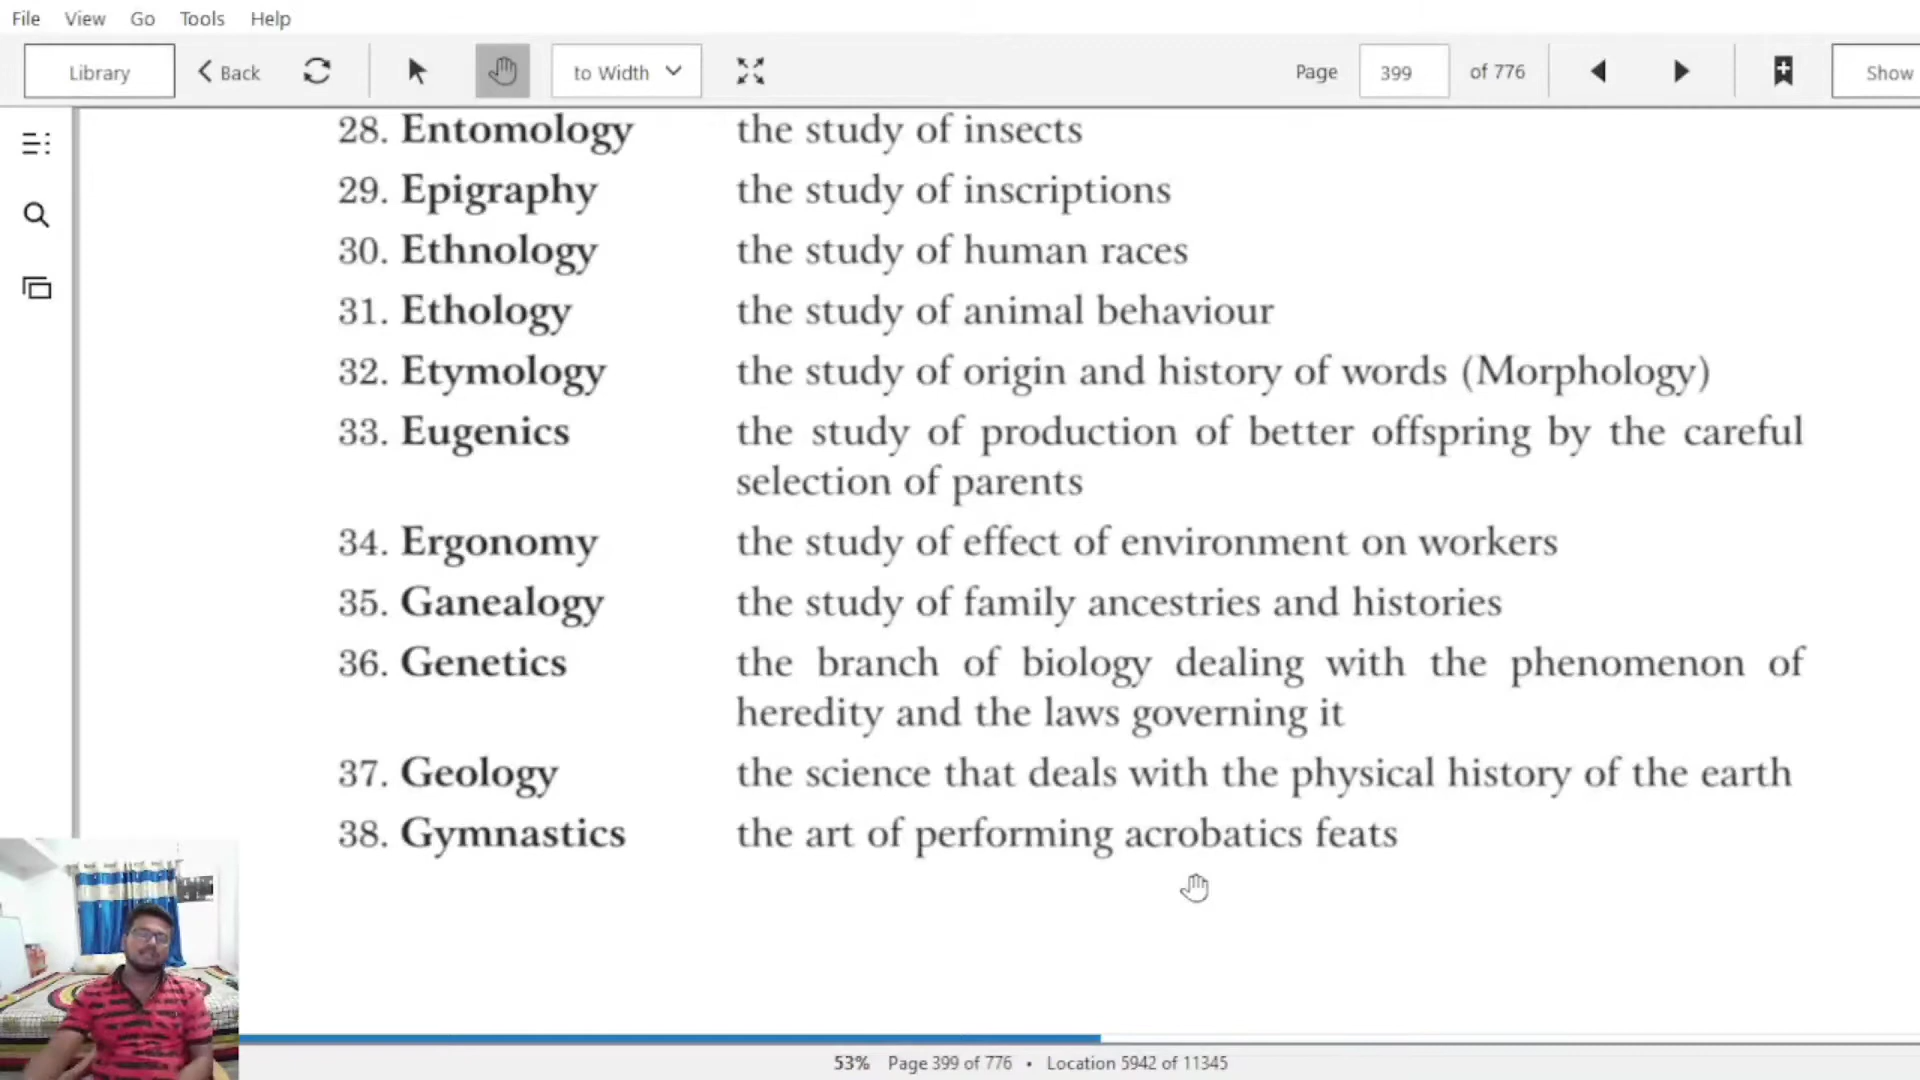 File View Go Tools Help
Library Back to Width Page 399 of 776 Show
28. Entomology the study of insects
29. Epigraphy the study of inscriptions
30. Ethnology the study of human races
31. Ethology the study of animal behaviour
32. Etymology the study of origin and history of words (Morphology)
33. Eugenics the study of production of better offspring by the careful
selection of parents
34. Ergonomy the study of effect of environment on workers
35. Ganealogy the study of family ancestries and histories
36. Genetics the branch of biology dealing with the phenomenon of
heredity and the laws governing it
37. Geology the science that deals with the physical history of the earth
38. Gymnastics the art of performing acrobatics feats
53% Page 399 of 776 • Location 5942 of 11345